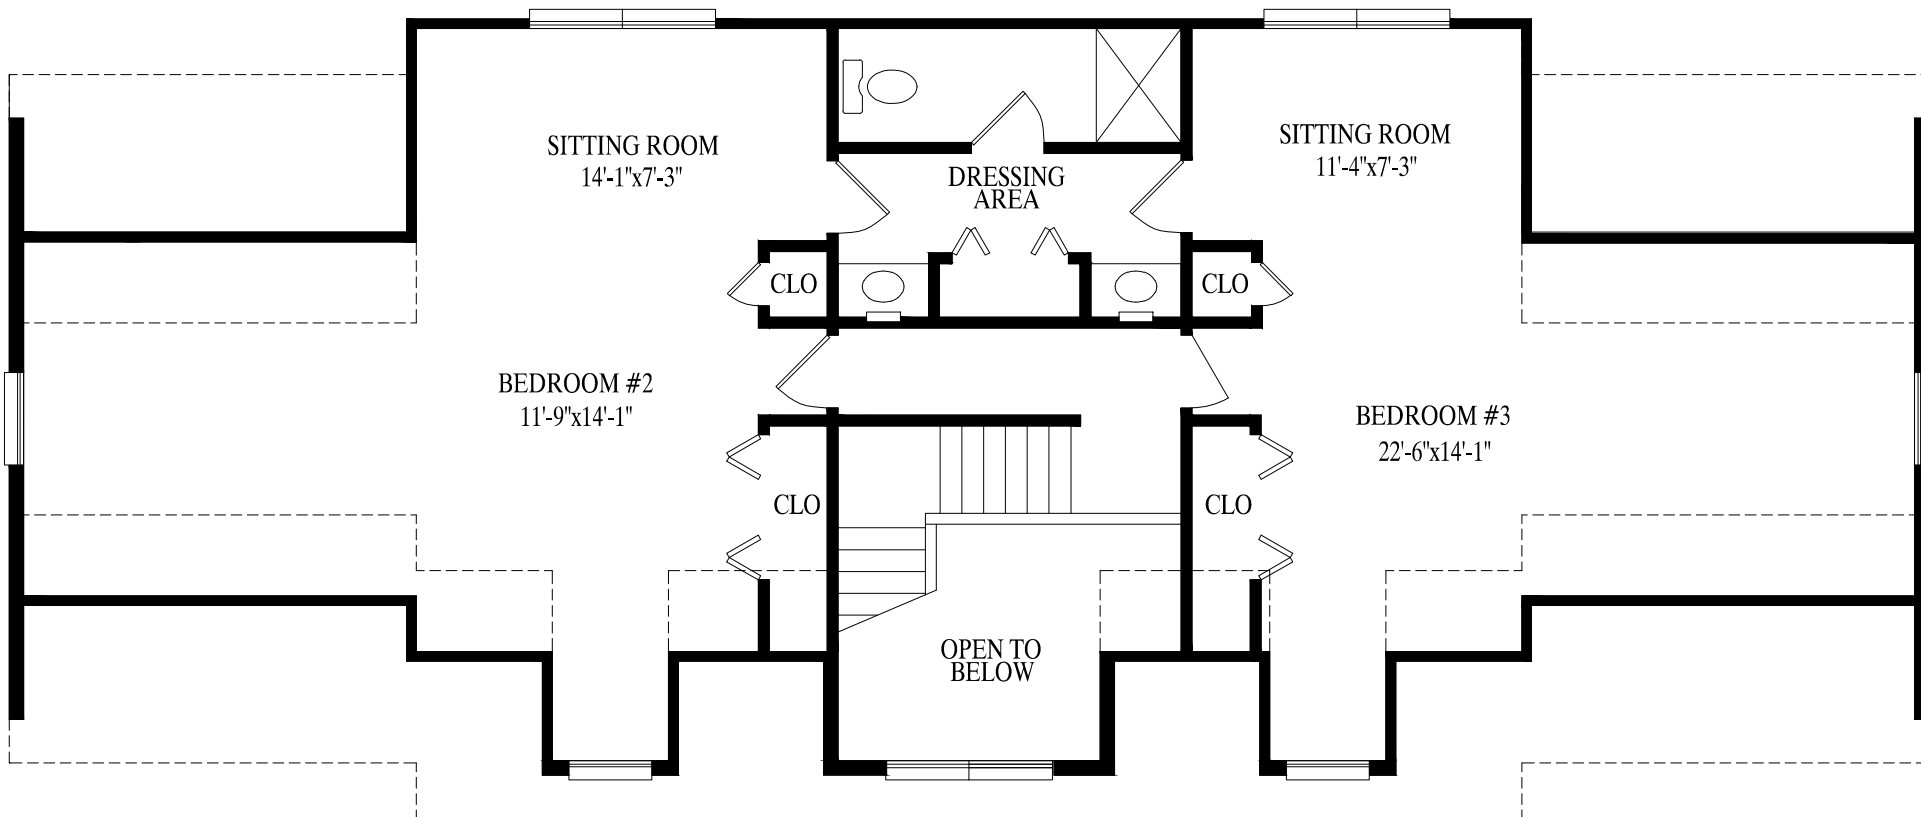 SITTING ROOM
14'-1"x7'-3"
DRESSING
AREA
SITTING ROOM
11'-4"x7'-3"
CLO
CLO
BEDROOM #2
11'-9"x14'-1"
BEDROOM #3
22'-6"x14'-1"
CLO
CLO
OPEN TO
BELOW